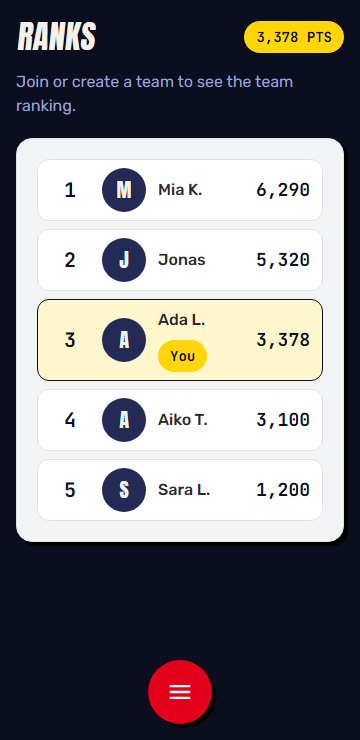 RANKS
3,378 PTS
Join or create a team to see the team
ranking.
1 M Mia K. 6,290
2 J Jonas 5,320
3 A Ada L. 3,378
You
4 A Aiko T. 3,100
5 S Sara L. 1,200